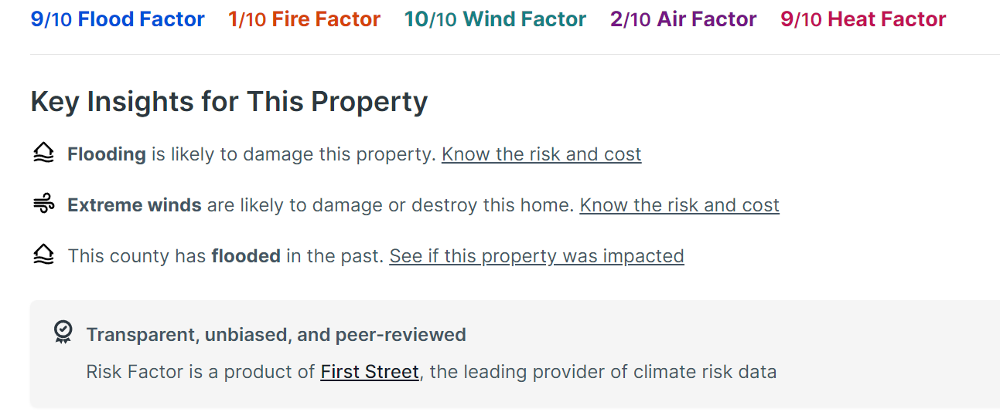 9/10 Flood Factor 1/10 Fire Factor 10/10 Wind Factor 2/10 Air Factor 9/10 Heat Factor
Key Insights for This Property
Flooding is likely to damage this property. Know the risk and cost
Extreme winds are likely to damage or destroy this home. Know the risk and cost
This county has flooded in the past. See if this property was impacted
Transparent, unbiased, and peer-reviewed
Risk Factor is a product of First Street, the leading provider of climate risk data